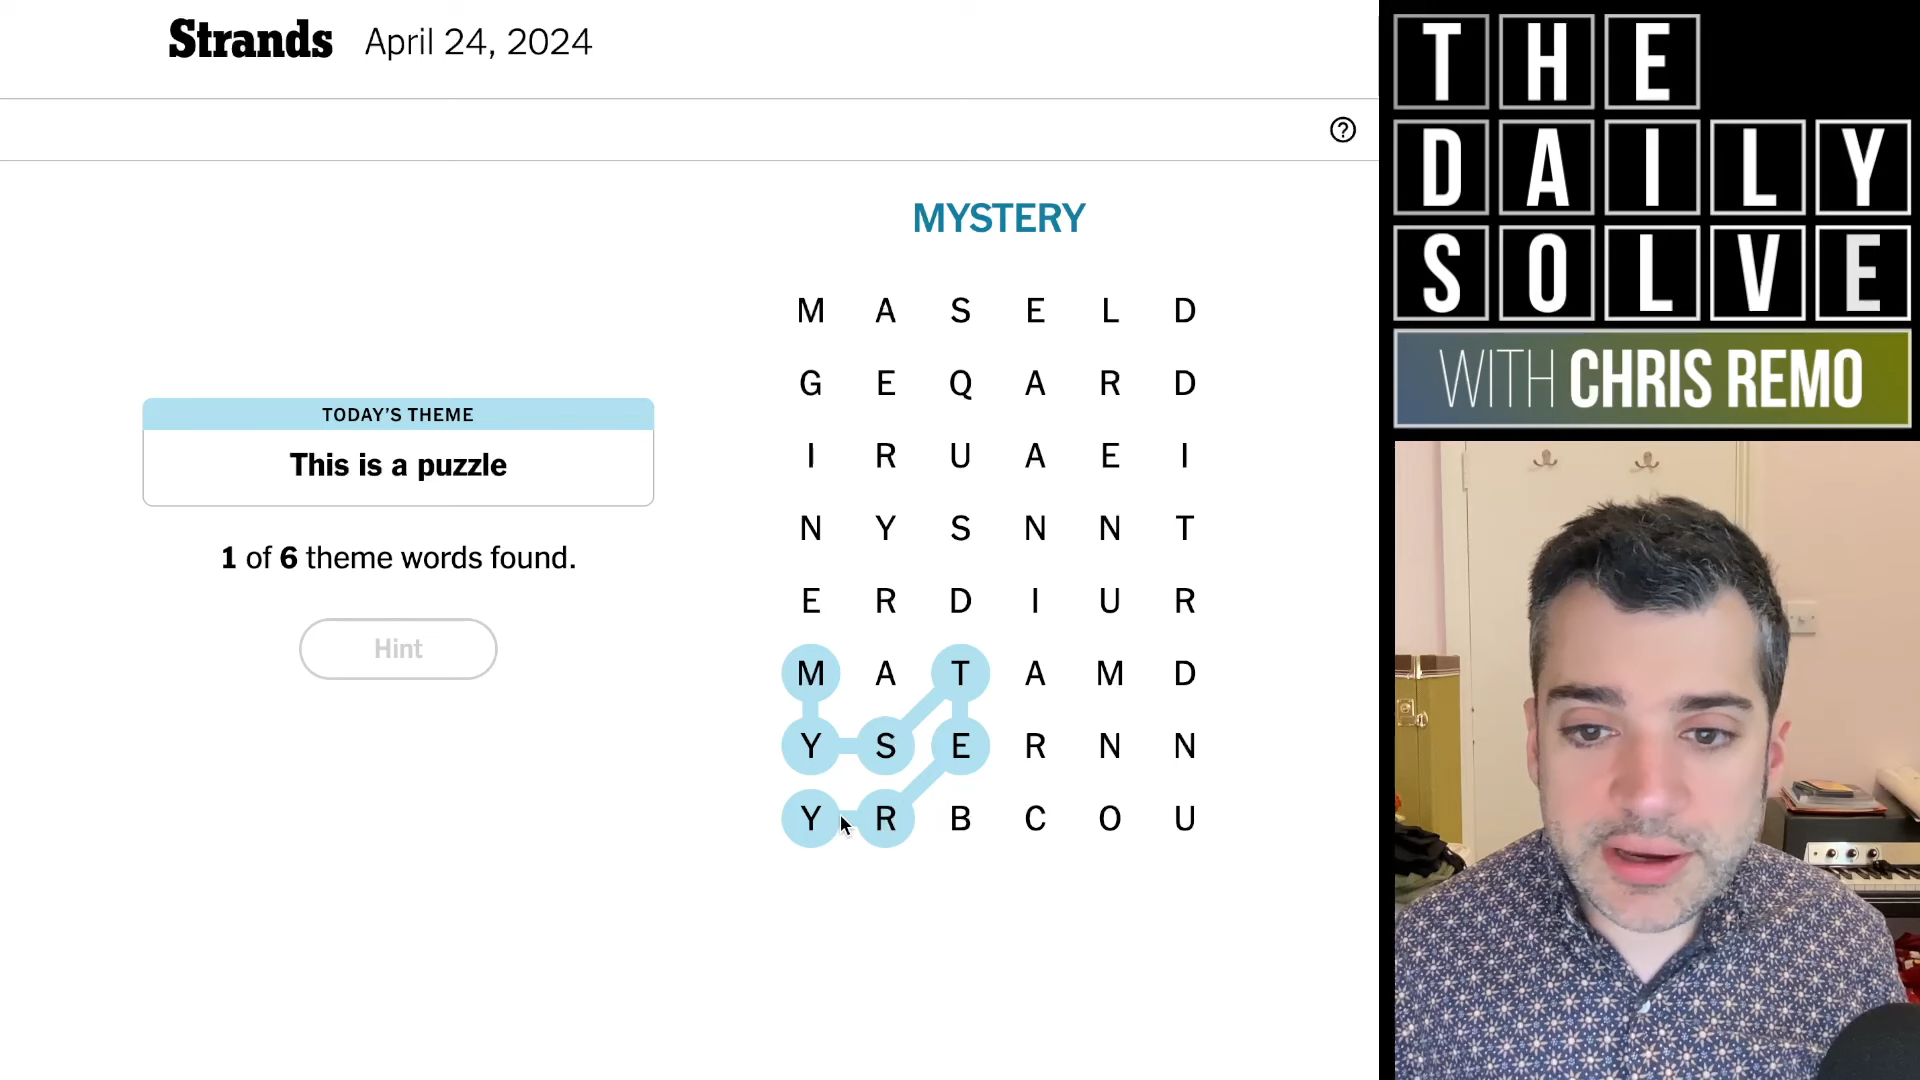 Strands April 24, 2024
?
MYSTERY
M A S E L D
G E Q A R D
I R U A E I
N Y S N N T
E R D I U R
M A T A M D
Y S E R N N
Y R B C O U
TODAY'S THEME
This is a puzzle
1 of 6 theme words found.
Hint
THE
DAILY
SOLVE
WITH CHRIS REMO